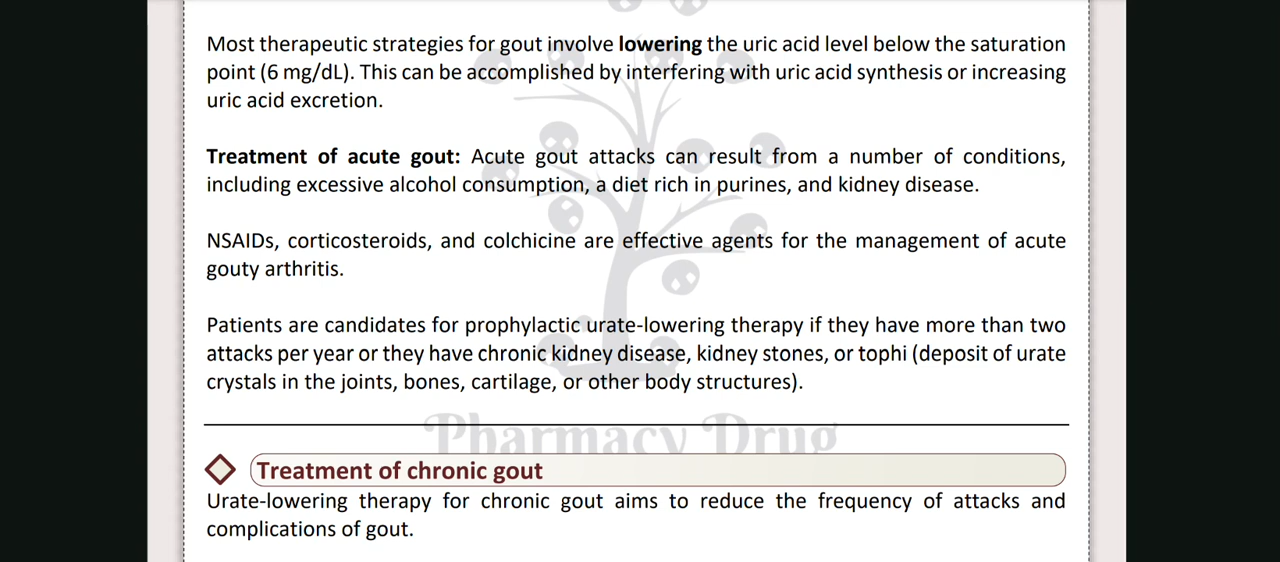 Most therapeutic strategies for gout involve lowering the uric acid level below the saturation
point (6 mg/dL). This can be accomplished by interfering with uric acid synthesis or increasing
uric acid excretion.
Treatment of acute gout: Acute gout attacks can result from a number of conditions,
including excessive alcohol consumption, a diet rich in purines, and kidney disease.
NSAIDs, corticosteroids, and colchicine are effective agents for the management of acute
gouty arthritis.
Patients are candidates for prophylactic urate-lowering therapy if they have more than two
attacks per year or they have chronic kidney disease, kidney stones, or tophi (deposit of urate
crystals in the joints, bones, cartilage, or other body structures).
Pharmacy Drug
Treatment of chronic gout
Urate-lowering therapy for chronic gout aims to reduce the frequency of attacks and
complications of gout.